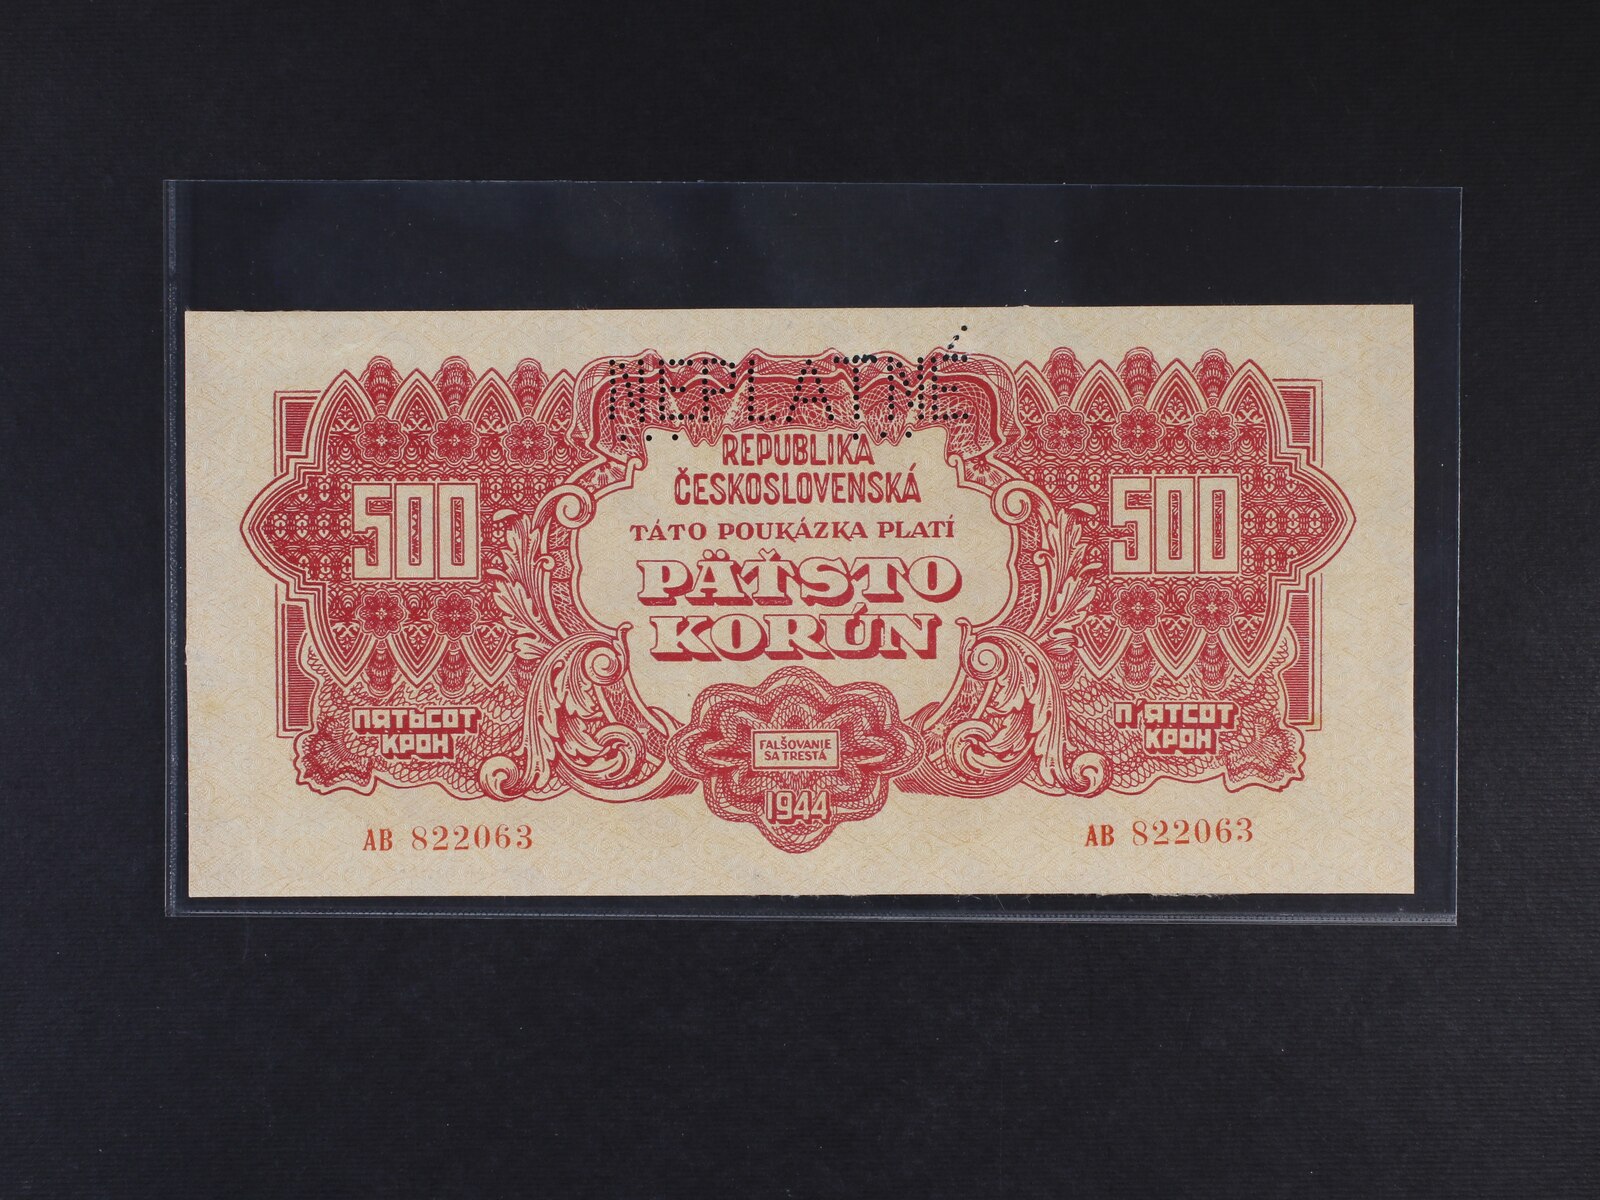 NEPLATNÉ
REPUBLIKA
ČESKOSLOVENSKÁ
TÁTO POUKÁZKA PLATÍ
PÄŤSTO
KORÚN
500
500
ПЯТЬСОТ
КРОН
П'ЯТСОТ
КРОН
FALŠOVANIE
SA TRESTÁ
1944
AB 822063
AB 822063